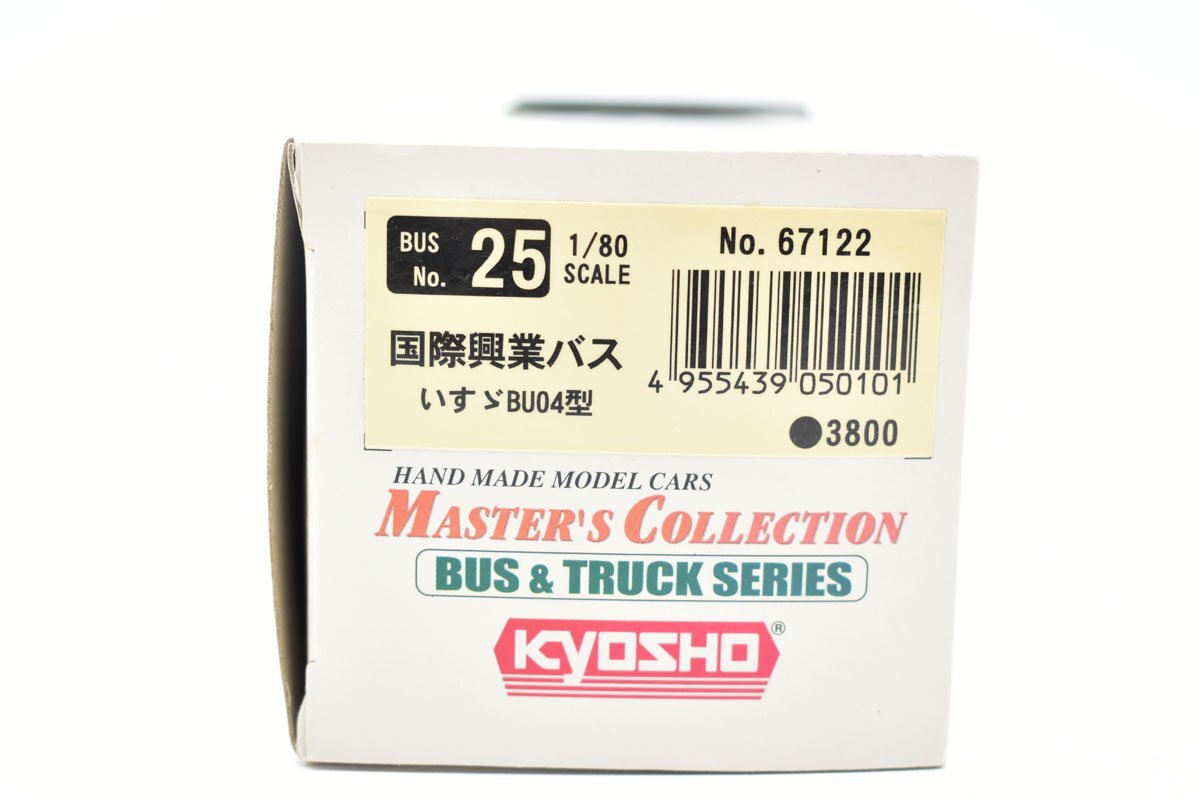 BUS No. 25
1/80 SCALE
No. 67122
4 955439 050101
国際興業バス
いすゞBU04型
●3800
HAND MADE MODEL CARS
MASTER'S COLLECTION
BUS & TRUCK SERIES
KYOSHO®